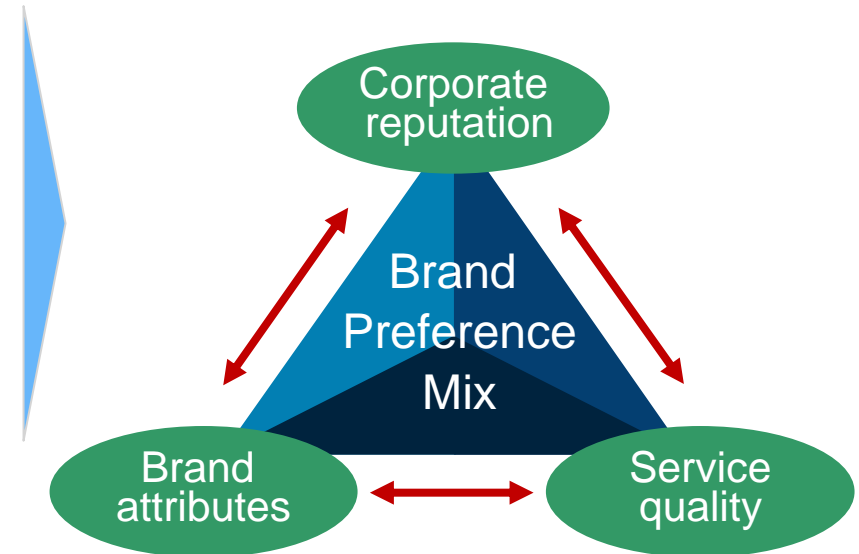 Corporate
reputation
Brand
Preference
Mix
Brand
attributes
Service
quality